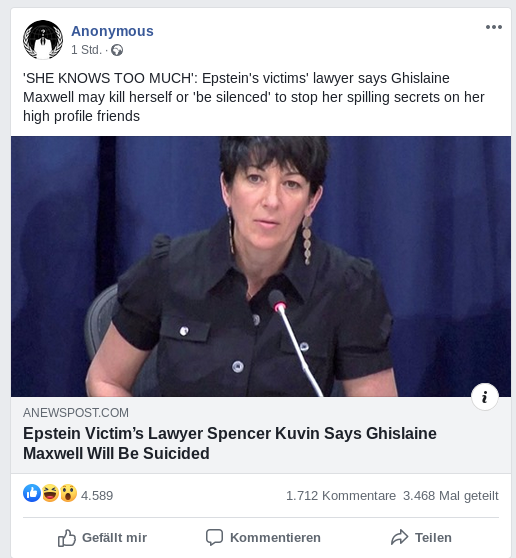 Anonymous
1 Std. ·
'SHE KNOWS TOO MUCH': Epstein's victims' lawyer says Ghislaine
Maxwell may kill herself or 'be silenced' to stop her spilling secrets on her
high profile friends
i
ANEWSPOST.COM
Epstein Victim’s Lawyer Spencer Kuvin Says Ghislaine
Maxwell Will Be Suicided
4.589 1.712 Kommentare 3.468 Mal geteilt
Gefällt mir Kommentieren Teilen